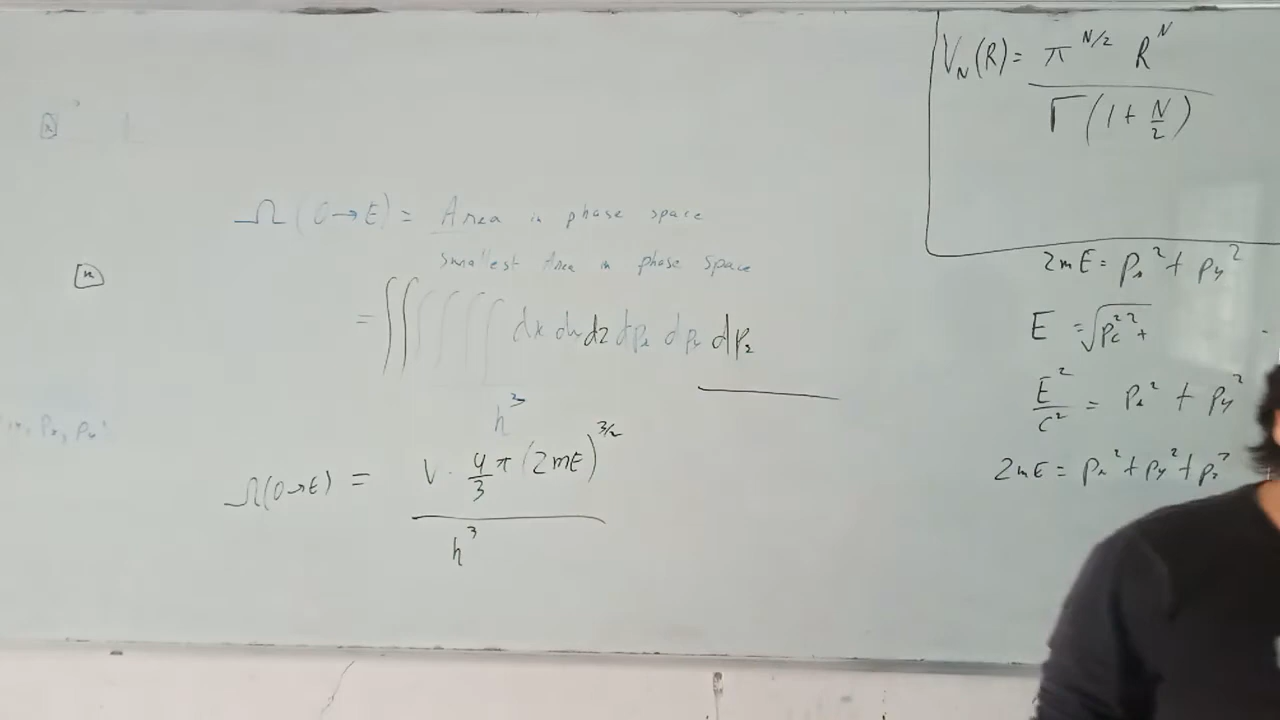 Ω(0→E) = Area in phase space
smallest Area in phase space
= ∫∫∫∫∫∫ dx dy dz dpx dpy dpz
h³
Ω(0→E) = V · 4/3 π (2mE)^3/2
h³
V_N(R) = π^N/2 R^N
Γ(1 + N/2)
2mE = px² + py²
E = √p²c² +
E²/c² = px² + py²
2mE = px² + py² + pz²